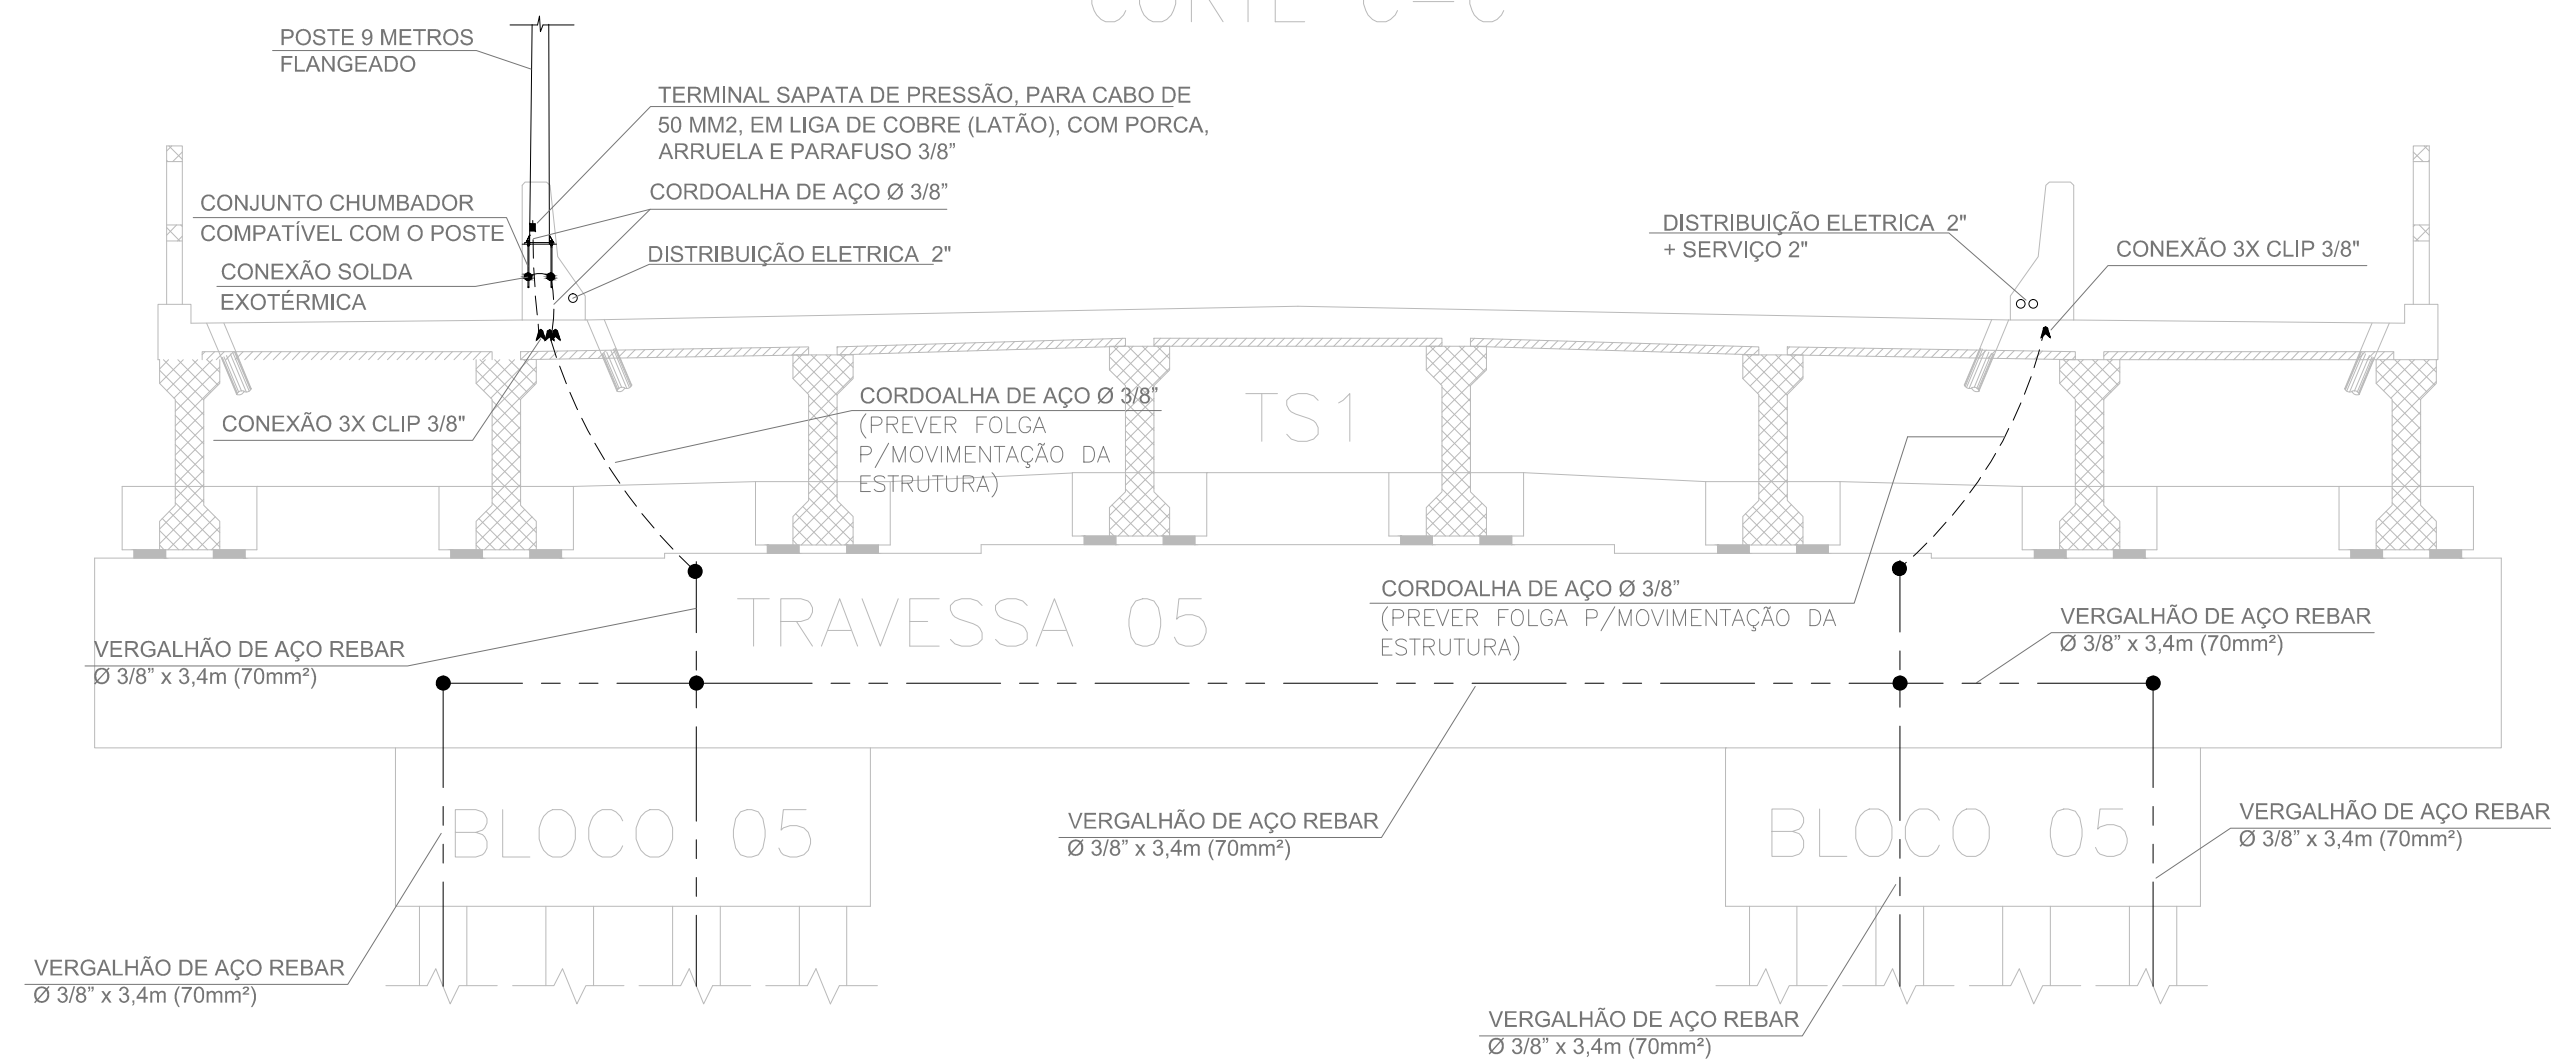 CORTE C-C
POSTE 9 METROS
FLANGEADO
TERMINAL SAPATA DE PRESSÃO, PARA CABO DE
50 MM2, EM LIGA DE COBRE (LATÃO), COM PORCA,
ARRUELA E PARAFUSO 3/8”
CORDOALHA DE AÇO Ø 3/8”
CONJUNTO CHUMBADOR
COMPATÍVEL COM O POSTE
DISTRIBUIÇÃO ELETRICA 2"
CONEXÃO SOLDA
EXOTÉRMICA
DISTRIBUIÇÃO ELETRICA 2"
+ SERVIÇO 2"
CONEXÃO 3X CLIP 3/8"
CONEXÃO 3X CLIP 3/8"
CORDOALHA DE AÇO Ø 3/8”
(PREVER FOLGA
P/MOVIMENTAÇÃO DA
ESTRUTURA)
TS1
TRAVESSA 05
CORDOALHA DE AÇO Ø 3/8”
(PREVER FOLGA P/MOVIMENTAÇÃO DA
ESTRUTURA)
VERGALHÃO DE AÇO REBAR
Ø 3/8” x 3,4m (70mm²)
VERGALHÃO DE AÇO REBAR
Ø 3/8” x 3,4m (70mm²)
BLOCO 05
VERGALHÃO DE AÇO REBAR
Ø 3/8” x 3,4m (70mm²)
BLOCO 05
VERGALHÃO DE AÇO REBAR
Ø 3/8” x 3,4m (70mm²)
VERGALHÃO DE AÇO REBAR
Ø 3/8” x 3,4m (70mm²)
VERGALHÃO DE AÇO REBAR
Ø 3/8” x 3,4m (70mm²)